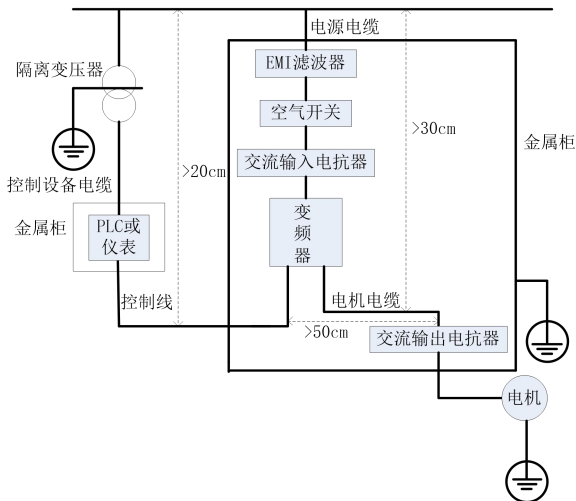 电源电缆
隔离变压器
EMI滤波器
空气开关
>30cm
金属柜
交流输入电抗器
>20cm
控制设备电缆
金属柜
PLC或
仪表
变
频
器
控制线
电机电缆
>50cm
交流输出电抗器
电机